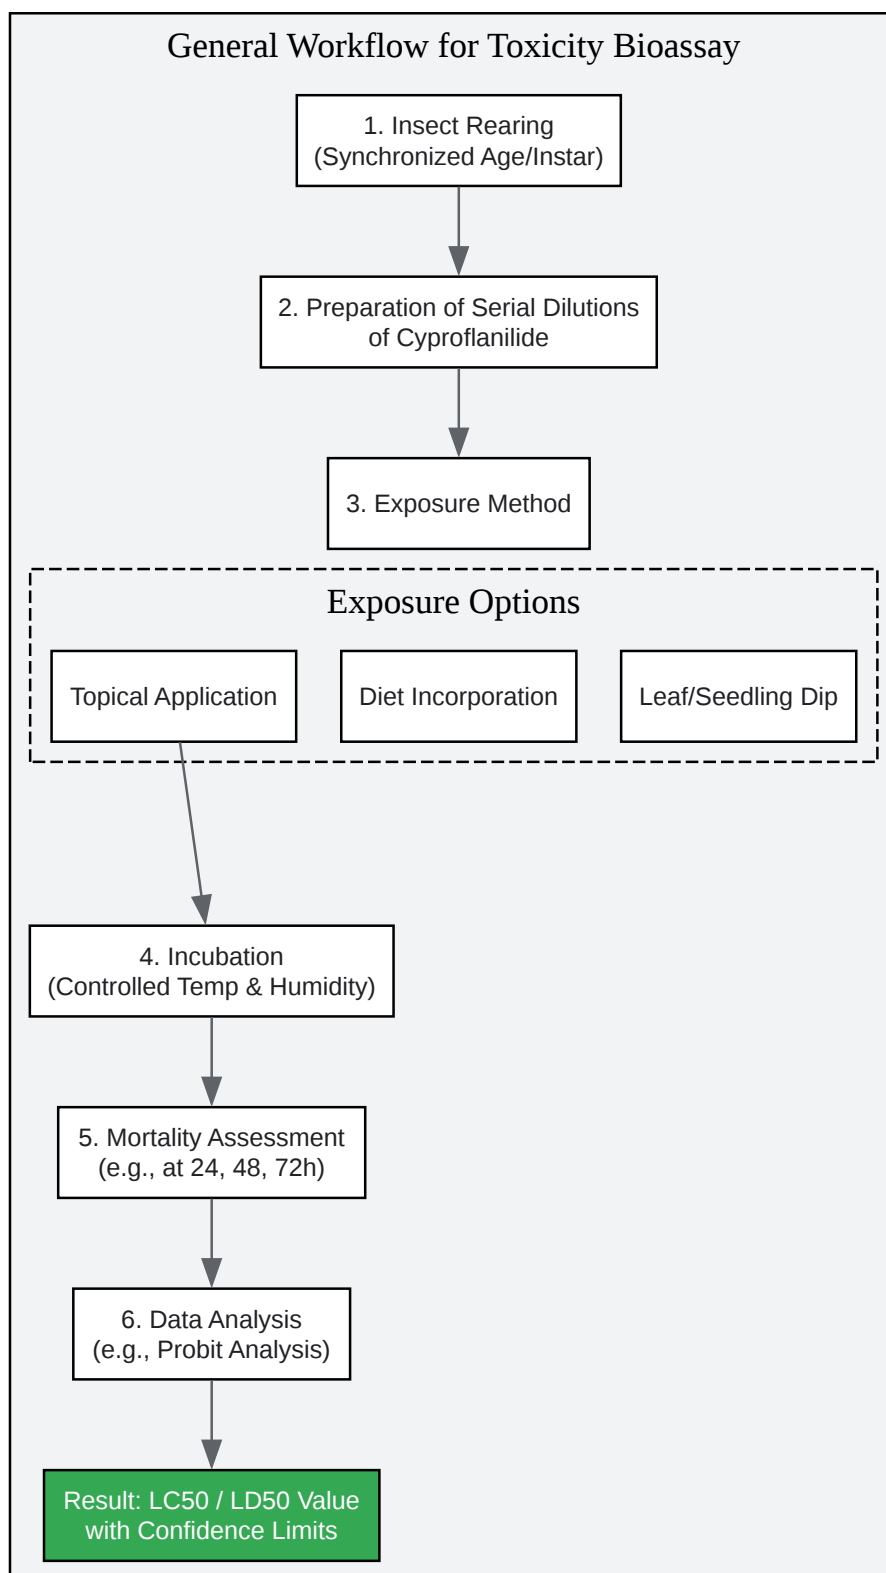 General Workflow for Toxicity Bioassay
1. Insect Rearing
(Synchronized Age/Instar)
2. Preparation of Serial Dilutions
of Cyproflanilide
3. Exposure Method
Exposure Options
Topical Application
Diet Incorporation
Leaf/Seedling Dip
4. Incubation
(Controlled Temp & Humidity)
5. Mortality Assessment
(e.g., at 24, 48, 72h)
6. Data Analysis
(e.g., Probit Analysis)
Result: LC50 / LD50 Value
with Confidence Limits